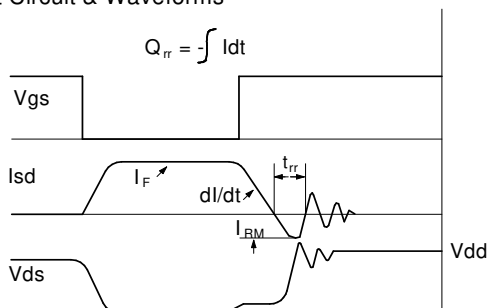 Circuit & Waveforms
Qrr = -∫ Idt
Vgs
Isd
IF
dI/dt
trr
IRM
Vdd
Vds